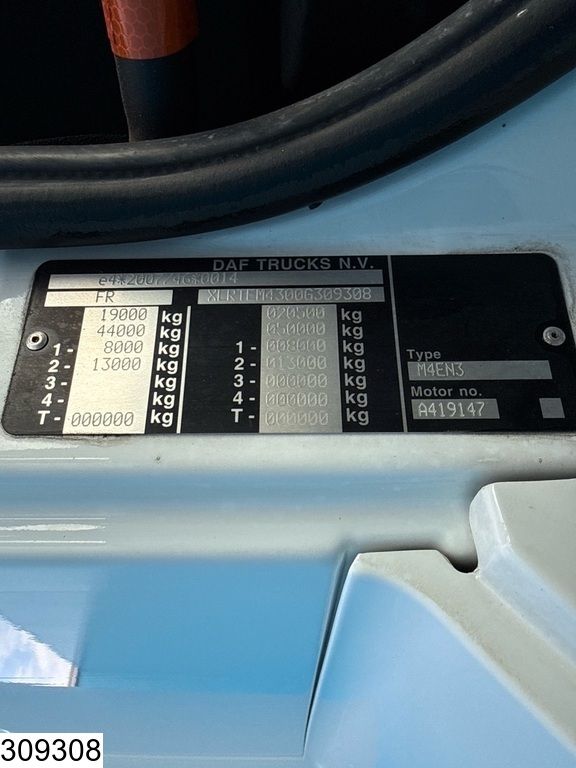 DAF TRUCKS N.V.
e4*2007/46*0014
FR XLRTEM4300G309308
19000 kg 020500 kg
44000 kg 050000 kg
1- 8000 kg 1- 008000 kg
2- 13000 kg 2- 013000 kg
3- kg 3- 000000 kg
4- kg 4- 000000 kg
T- 000000 kg T- 000000 kg
Type
M4EN3
Motor no.
A419147
309308